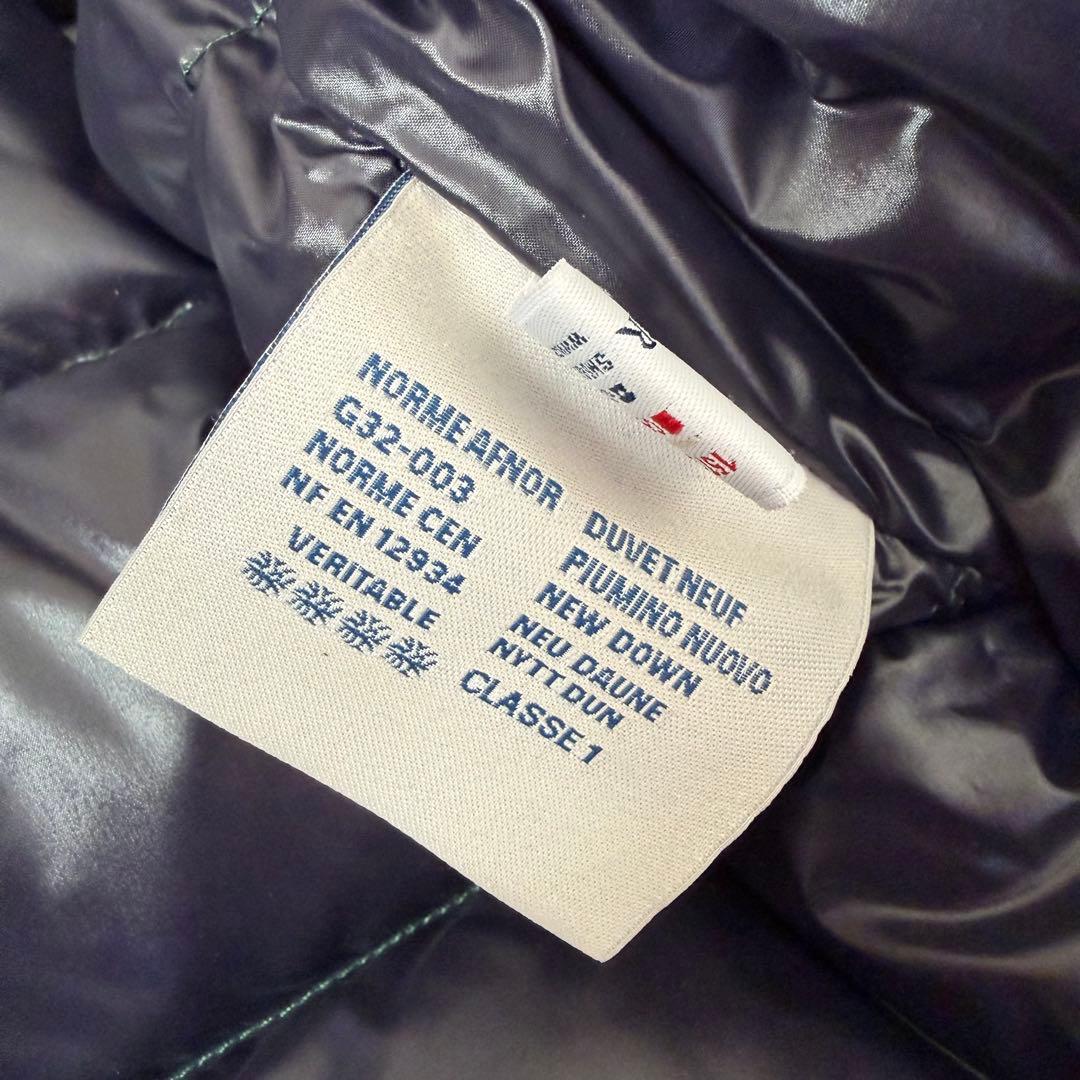 NORME AFNOR
G32-003
NORME CEN
NF EN 12934
VERITABLE
DUVET NEUF
PIUMINO NUOVO
NEW DOWN
NEU DAUNE
NYTT DUN
CLASSE 1